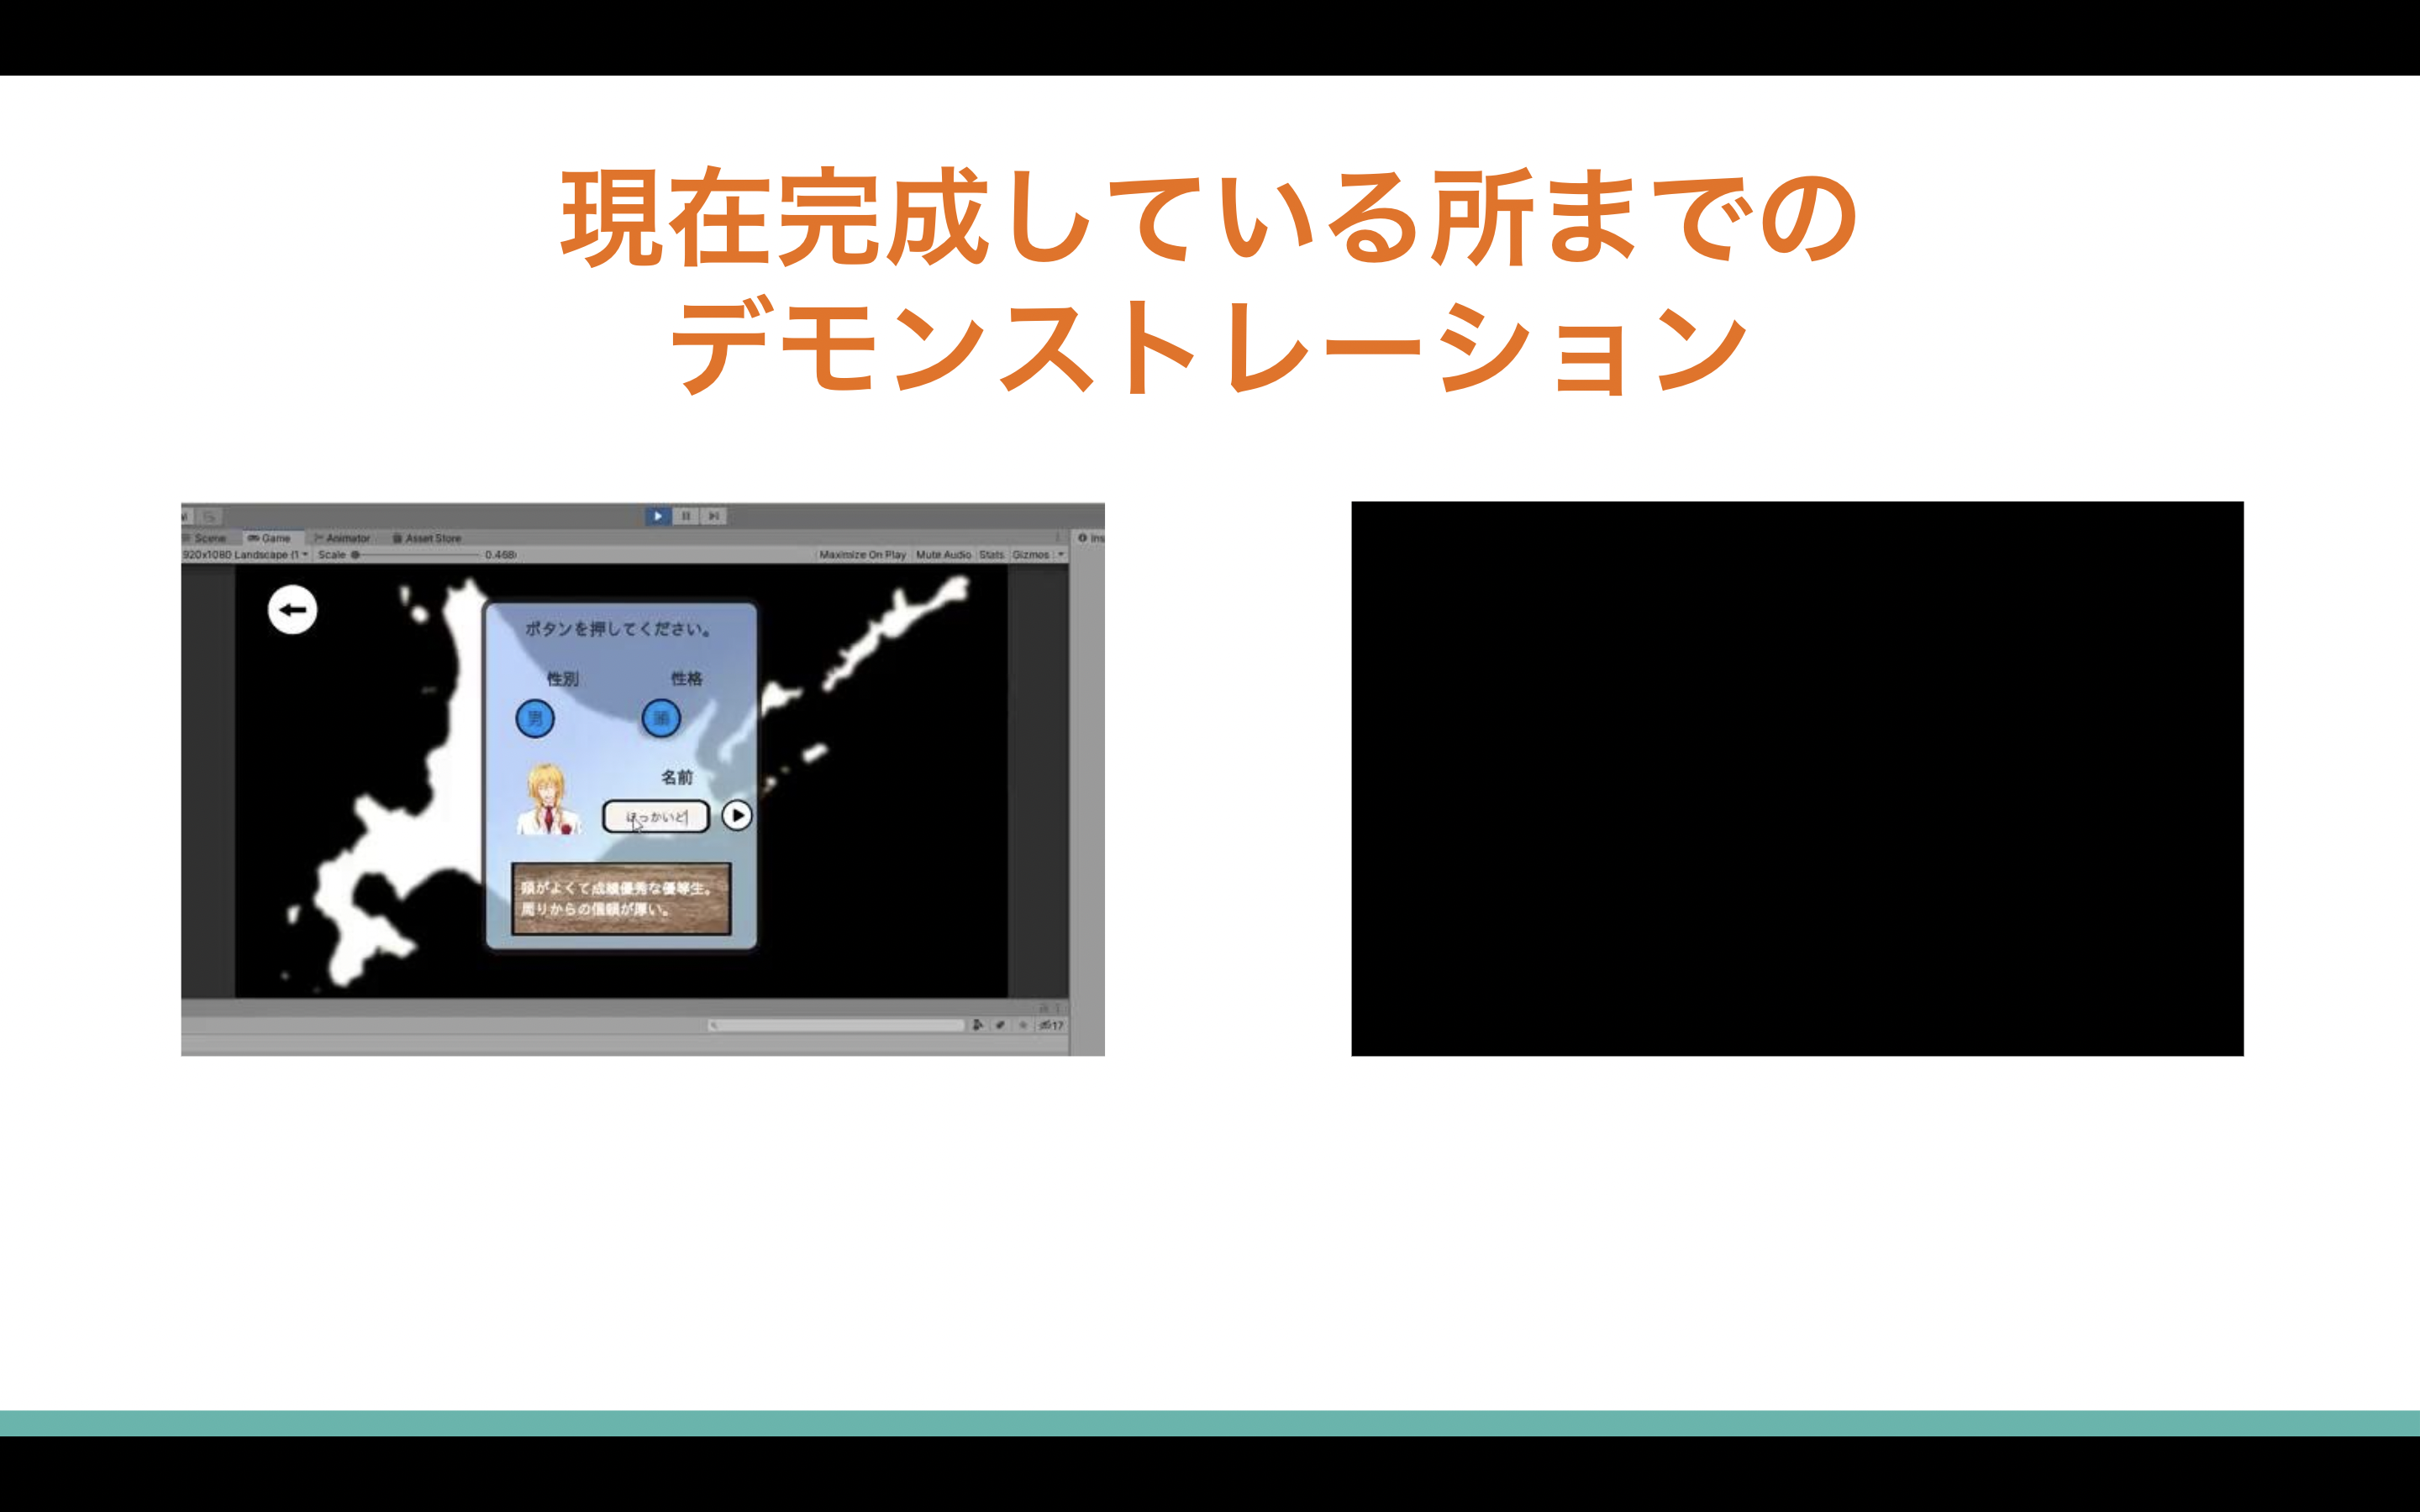 現在完成している所までの
デモンストレーション
Scene Game Animator Asset Store
920x1080 Landscape (1 Scale 0.468 Maximize On Play Mute Audio Stats Gizmos
ボタンを押してください。
性別 性格
男 頭
名前
ほっかいど
頭がよくて成績優秀な優等生。
周りからの信頼が厚い。
17